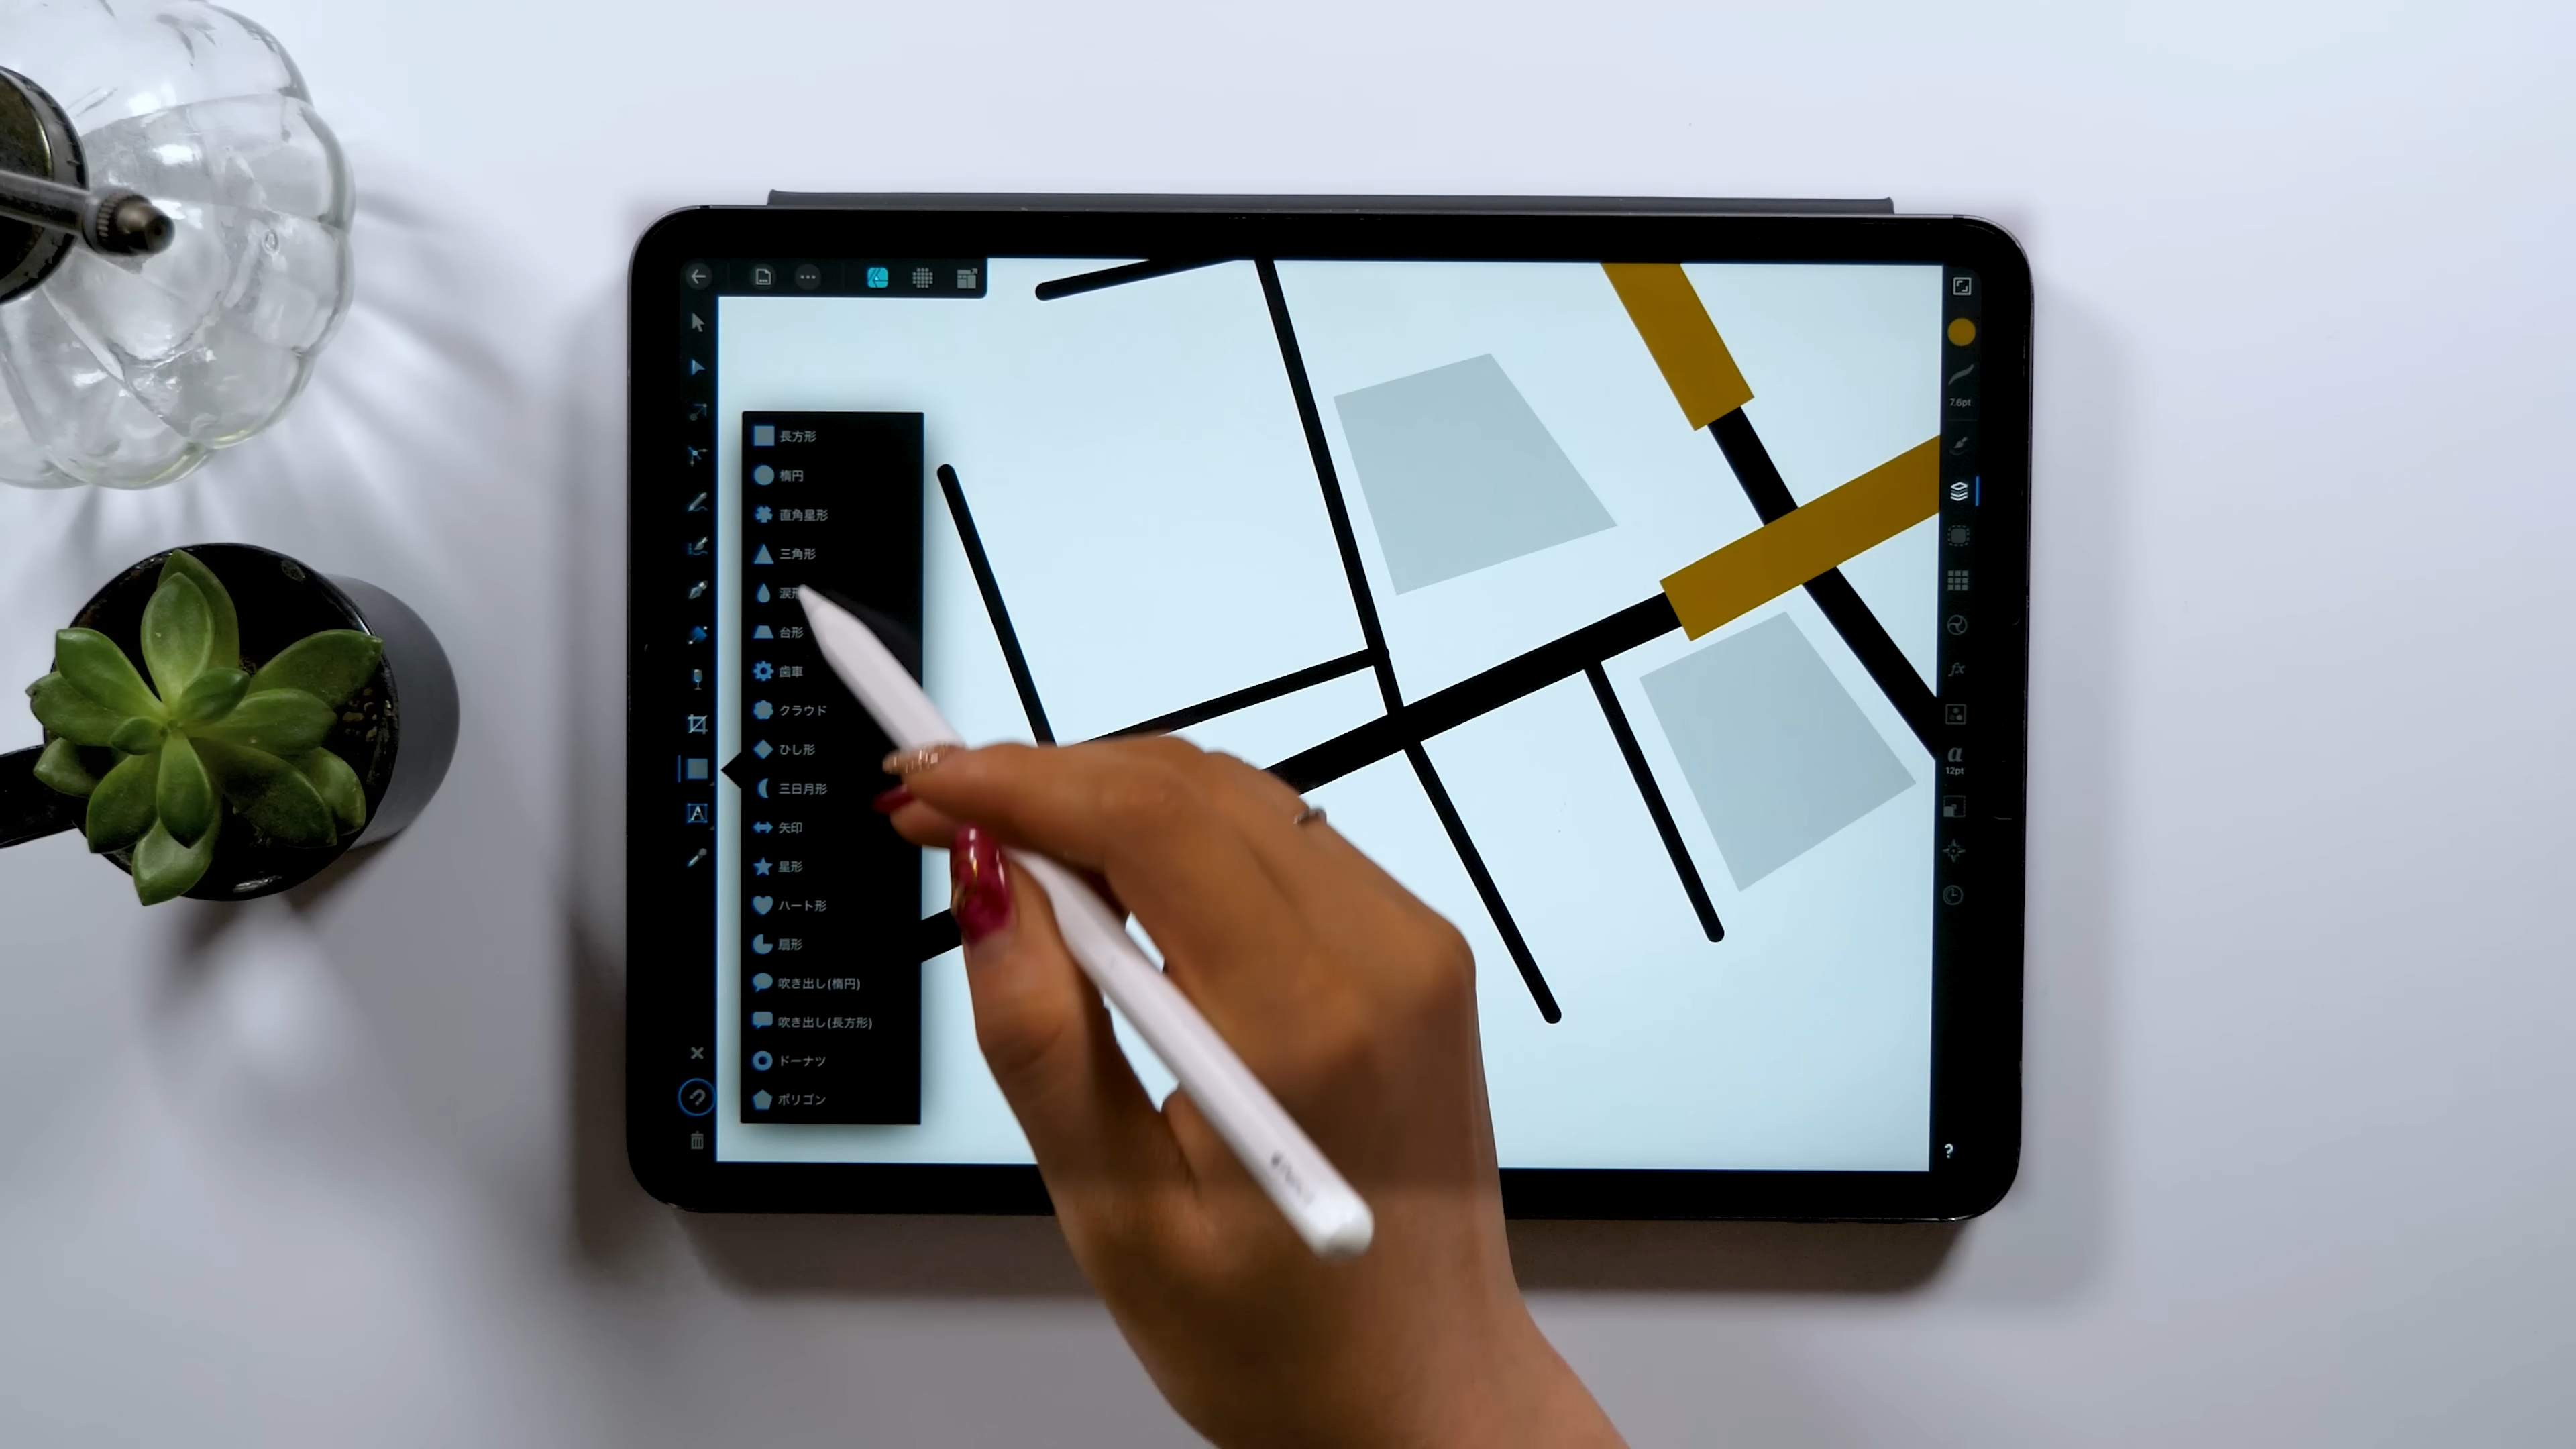 長方形
楕円
直角星形
三角形
台形
歯車
クラウド
ひし形
三日月形
矢印
星形
ハート形
扇形
吹き出し(楕円)
吹き出し(長方形)
ドーナツ
ポリゴン
7.6pt
fx
a
12pt
?
A